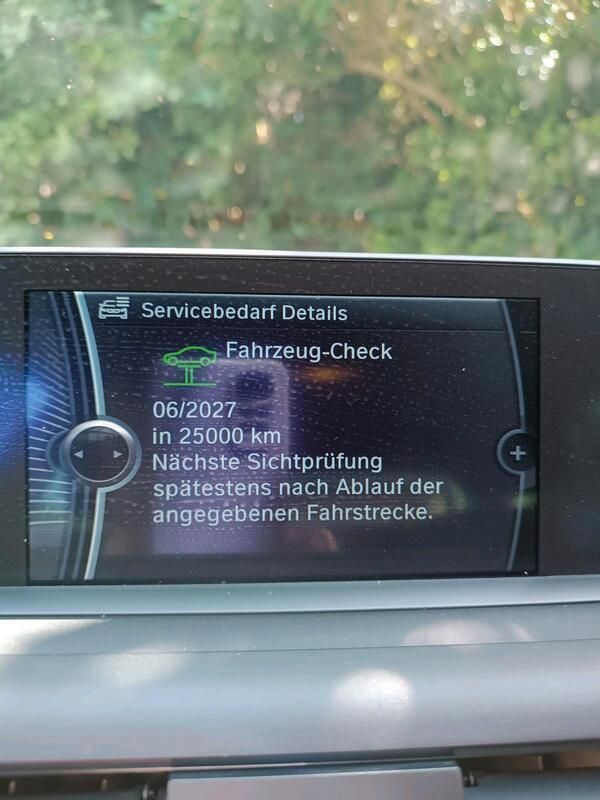 Servicebedarf Details
Fahrzeug-Check
06/2027
in 25000 km
Nächste Sichtprüfung
spätestens nach Ablauf der
angegebenen Fahrstrecke.